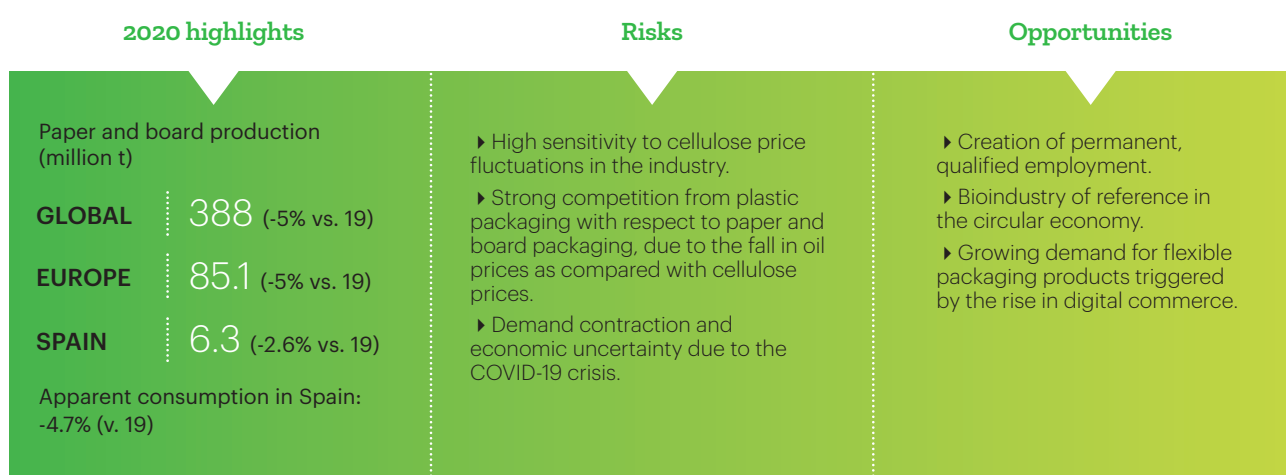 2020 highlights
Paper and board production
(million t)
GLOBAL 388 (-5% vs. 19)
EUROPE 85.1 (-5% vs. 19)
SPAIN 6.3 (-2.6% vs. 19)
Apparent consumption in Spain:
-4.7% (v. 19)
Risks
▸ High sensitivity to cellulose price
fluctuations in the industry.
▸ Strong competition from plastic
packaging with respect to paper and
board packaging, due to the fall in oil
prices as compared with cellulose
prices.
▸ Demand contraction and
economic uncertainty due to the
COVID-19 crisis.
Opportunities
▸ Creation of permanent,
qualified employment.
▸ Bioindustry of reference in
the circular economy.
▸ Growing demand for flexible
packaging products triggered
by the rise in digital commerce.